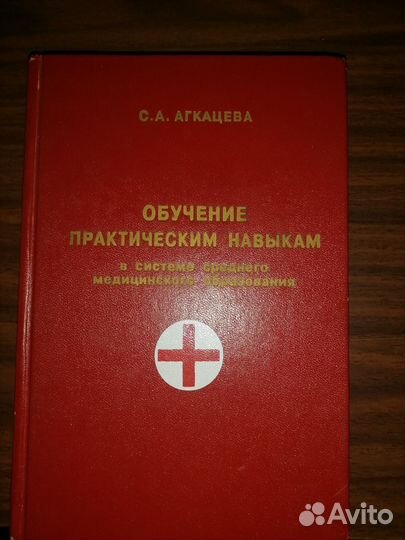 С.А. АГКАЦЕВА
ОБУЧЕНИЕ
ПРАКТИЧЕСКИМ НАВЫКАМ
в системе среднего
медицинского образования
Avito